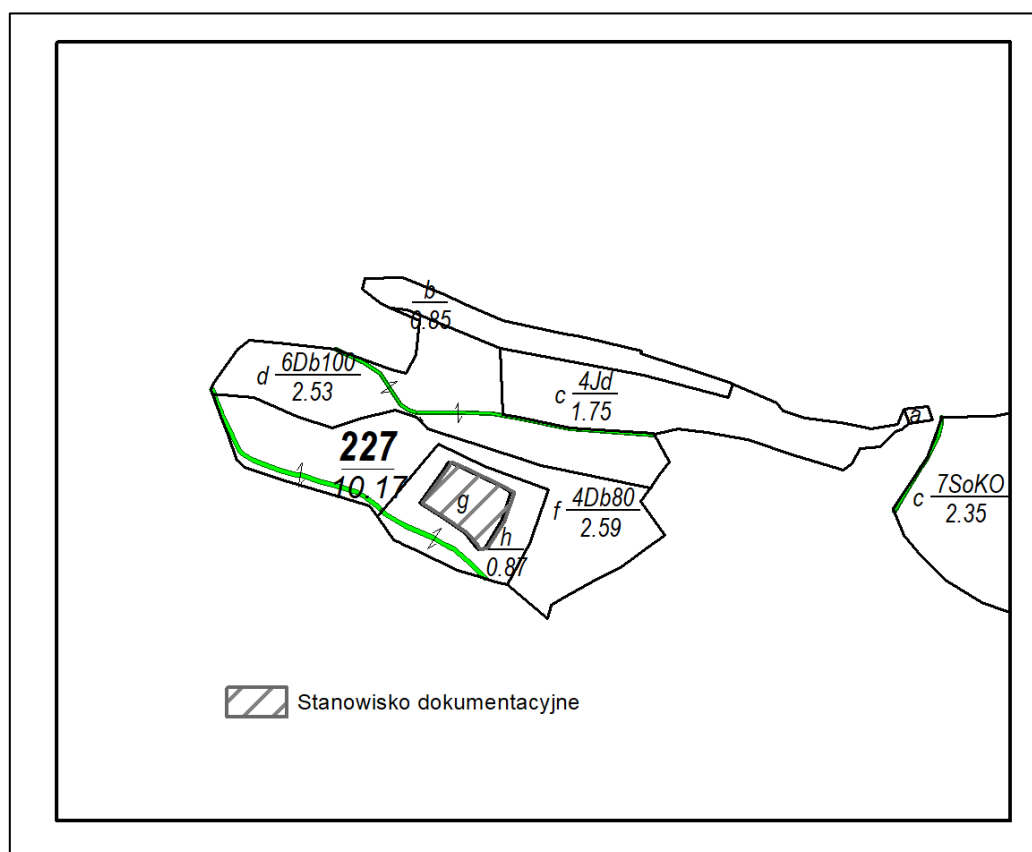 b
0.85
6Db100
d
2.53
4Jd
c
1.75
a
227
10.17
g
h
0.87
4Db80
f
2.59
7SoKO
c
2.35
Stanowisko dokumentacyjne